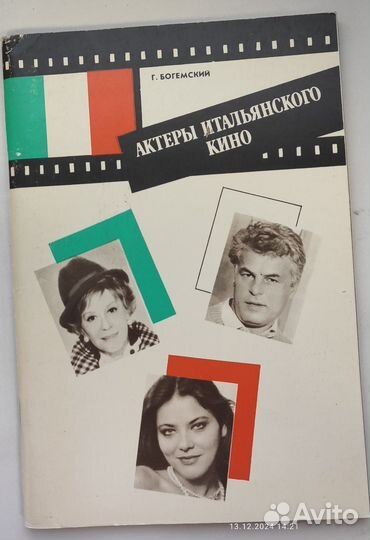 Г. БОГЕМСКИЙ
АКТЕРЫ ИТАЛЬЯНСКОГО
КИНО
13.12.2024 14:21
Avito